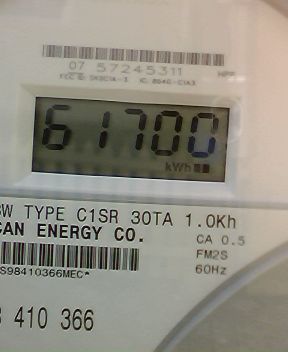 07 57245311
61700
kWh
3W TYPE C1SR 30TA 1.0Kh
CAN ENERGY CO.
CA 0.5
FM2S
60Hz
S98410366MEC*
410 366